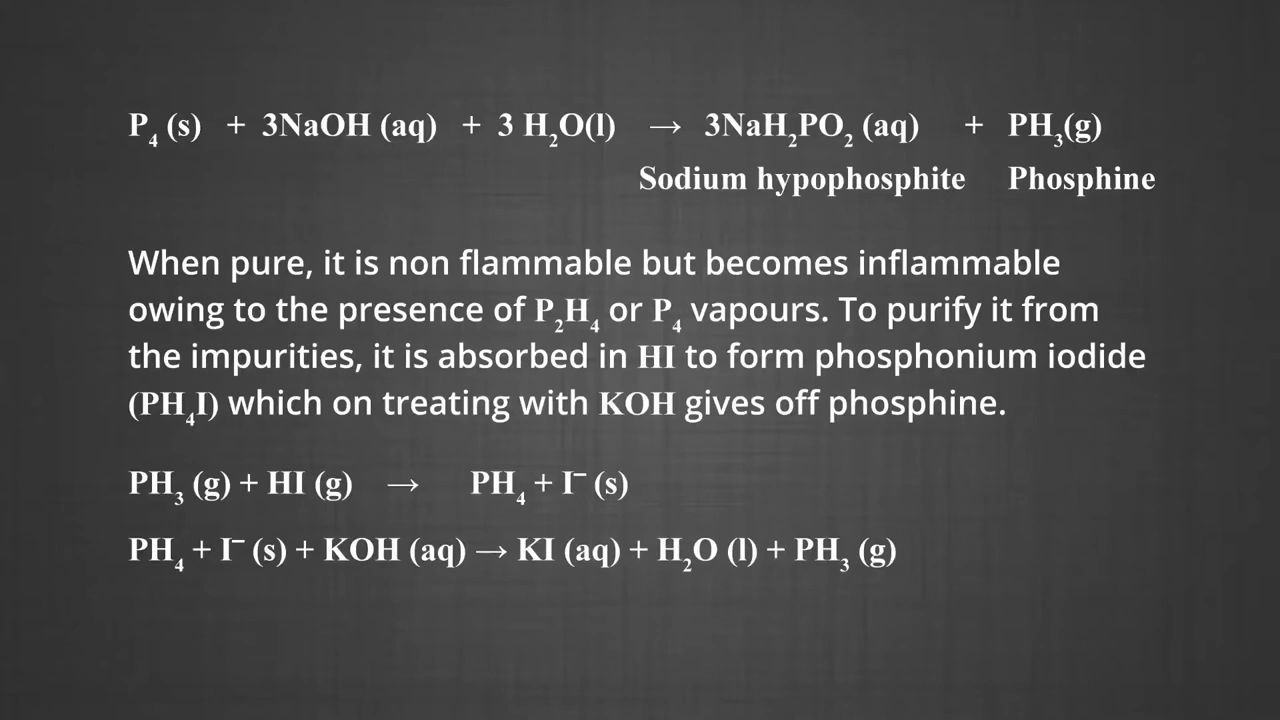 P₄ (s) + 3NaOH (aq) + 3 H₂O(l) → 3NaH₂PO₂ (aq) + PH₃(g)
Sodium hypophosphite Phosphine
When pure, it is non flammable but becomes inflammable
owing to the presence of P₂H₄ or P₄ vapours. To purify it from
the impurities, it is absorbed in HI to form phosphonium iodide
(PH₄I) which on treating with KOH gives off phosphine.
PH₃ (g) + HI (g) → PH₄ + I⁻ (s)
PH₄ + I⁻ (s) + KOH (aq) → KI (aq) + H₂O (l) + PH₃ (g)